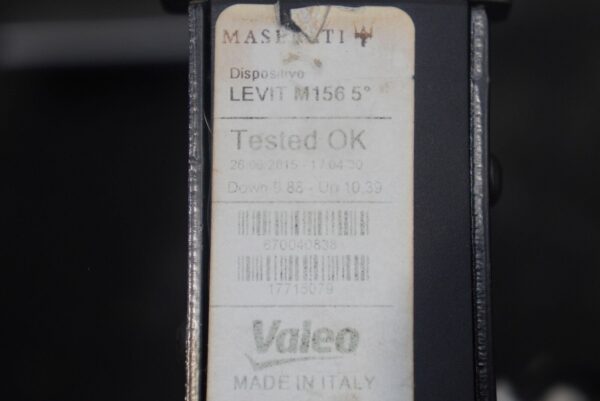 MASERATI
Dispositivo
LEVIT M156 5°
Tested OK
26/06/2015 - 17:04:30
Down 9.88 - Up 10.39
670040838
17715079
Valeo
MADE IN ITALY